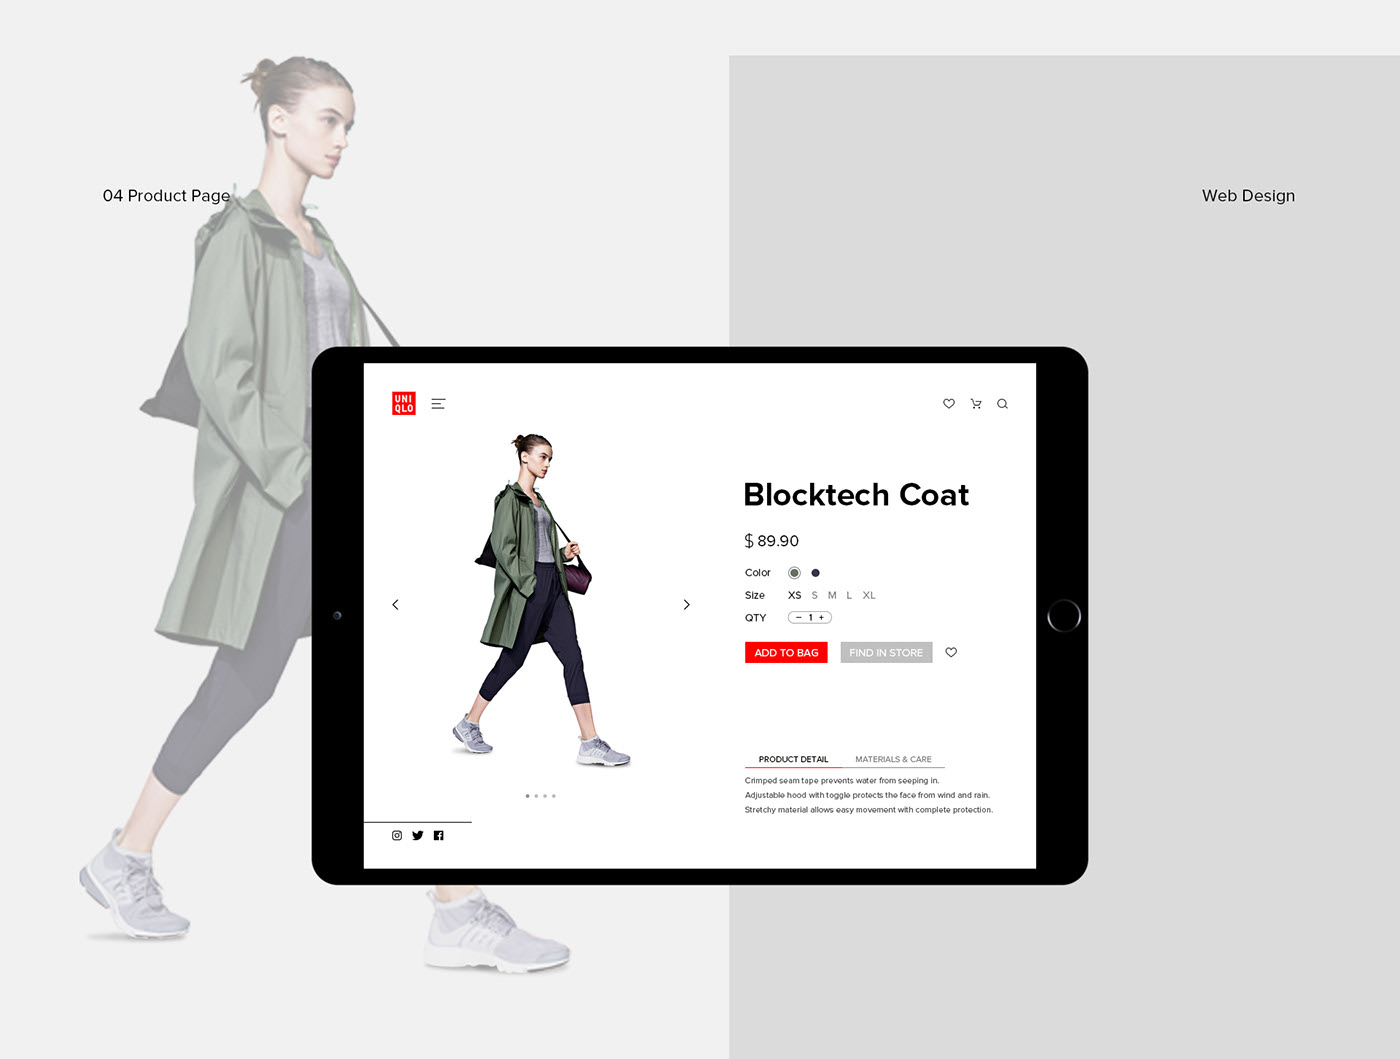 04 Product Page
Web Design
UNI
QLO
Blocktech Coat
$ 89.90
Color
Size XS S M L XL
QTY − 1 +
ADD TO BAG FIND IN STORE
PRODUCT DETAIL MATERIALS & CARE
Crimped seam tape prevents water from seeping in.
Adjustable hood with toggle protects the face from wind and rain.
Stretchy material allows easy movement with complete protection.